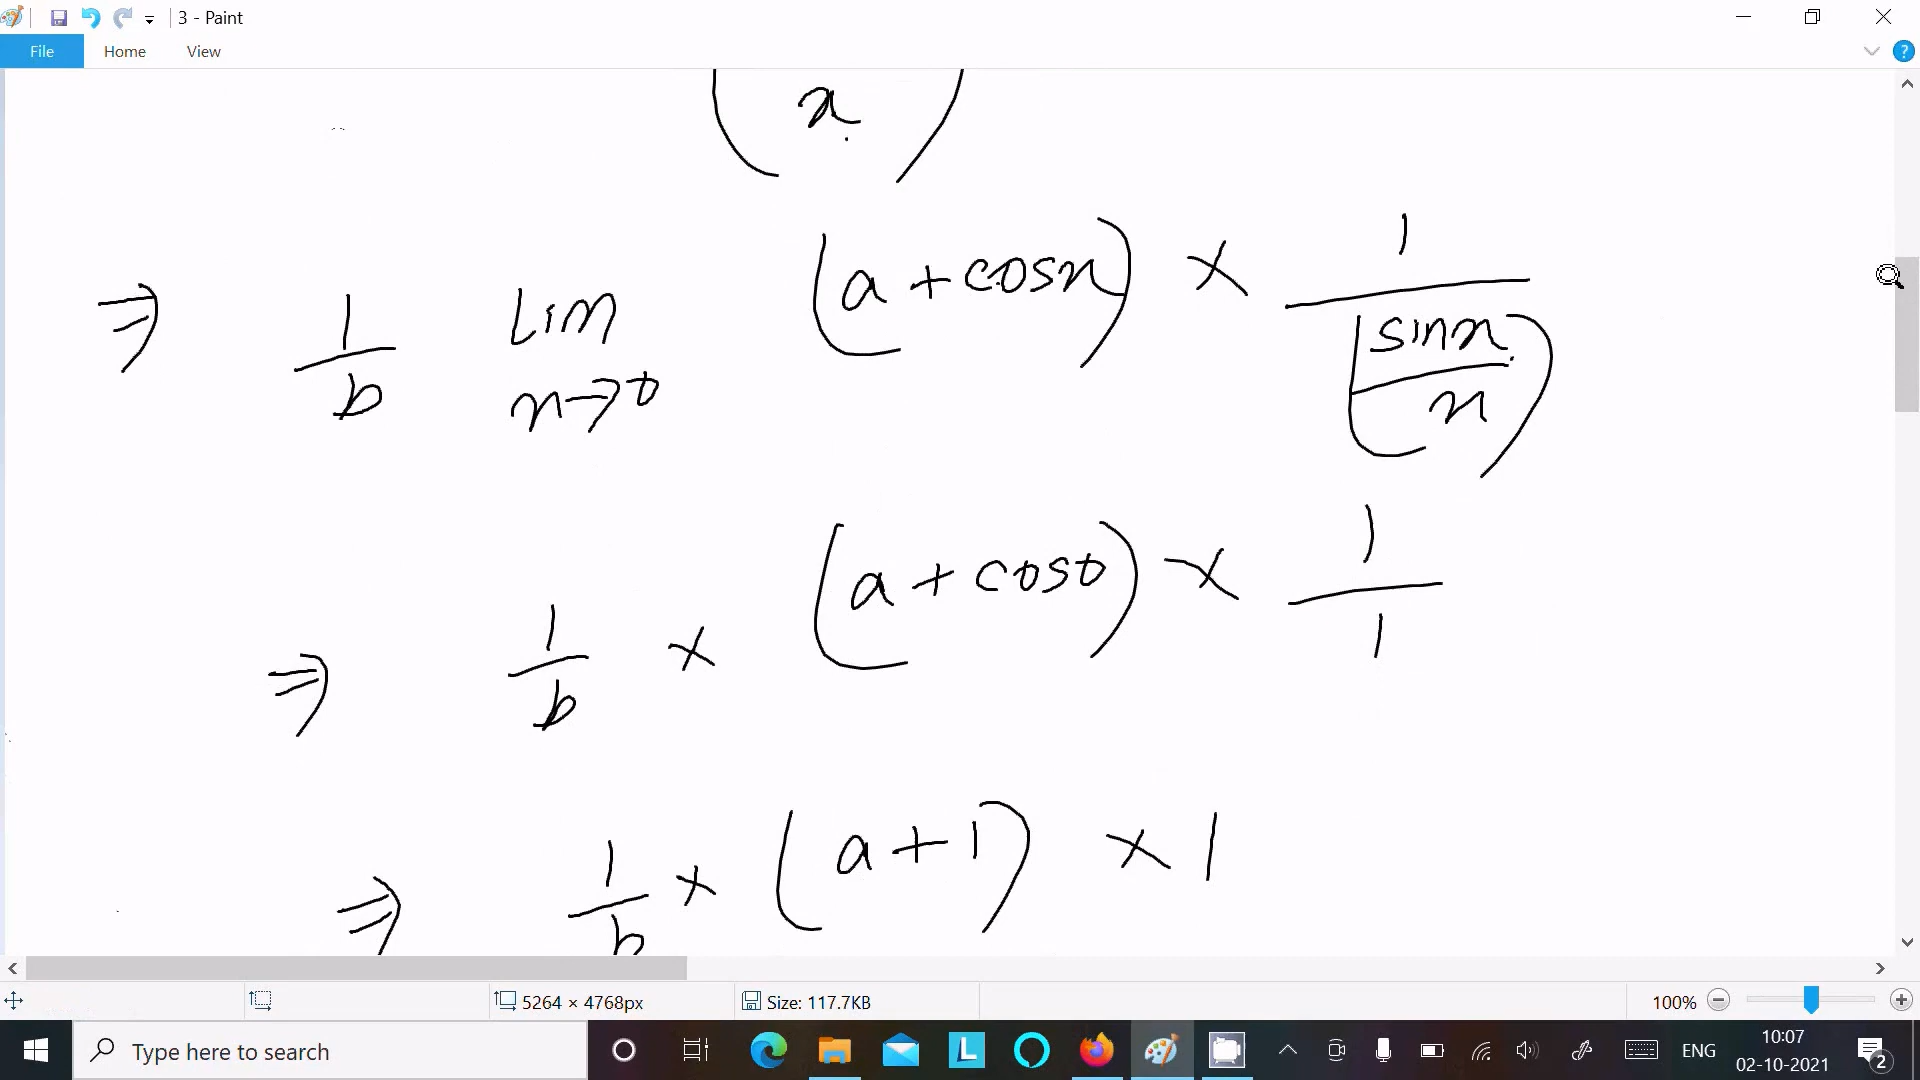 3 - Paint
File Home View
x
⇒ 1/b Lim x→0 (a + cosx) × 1/(sinx/x)
⇒ 1/b × (a + cos0) × 1/1
⇒ 1/b × (a + 1) × 1
5264 × 4768px Size: 117.7KB 100%
Type here to search
L
ENG
10:07
02-10-2021
2